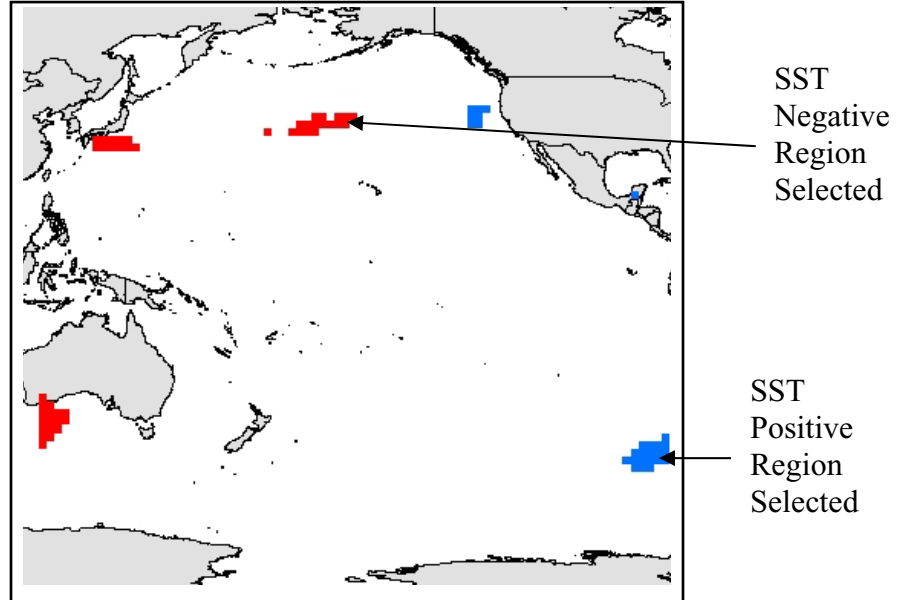 SST
Negative
Region
Selected
SST
Positive
Region
Selected